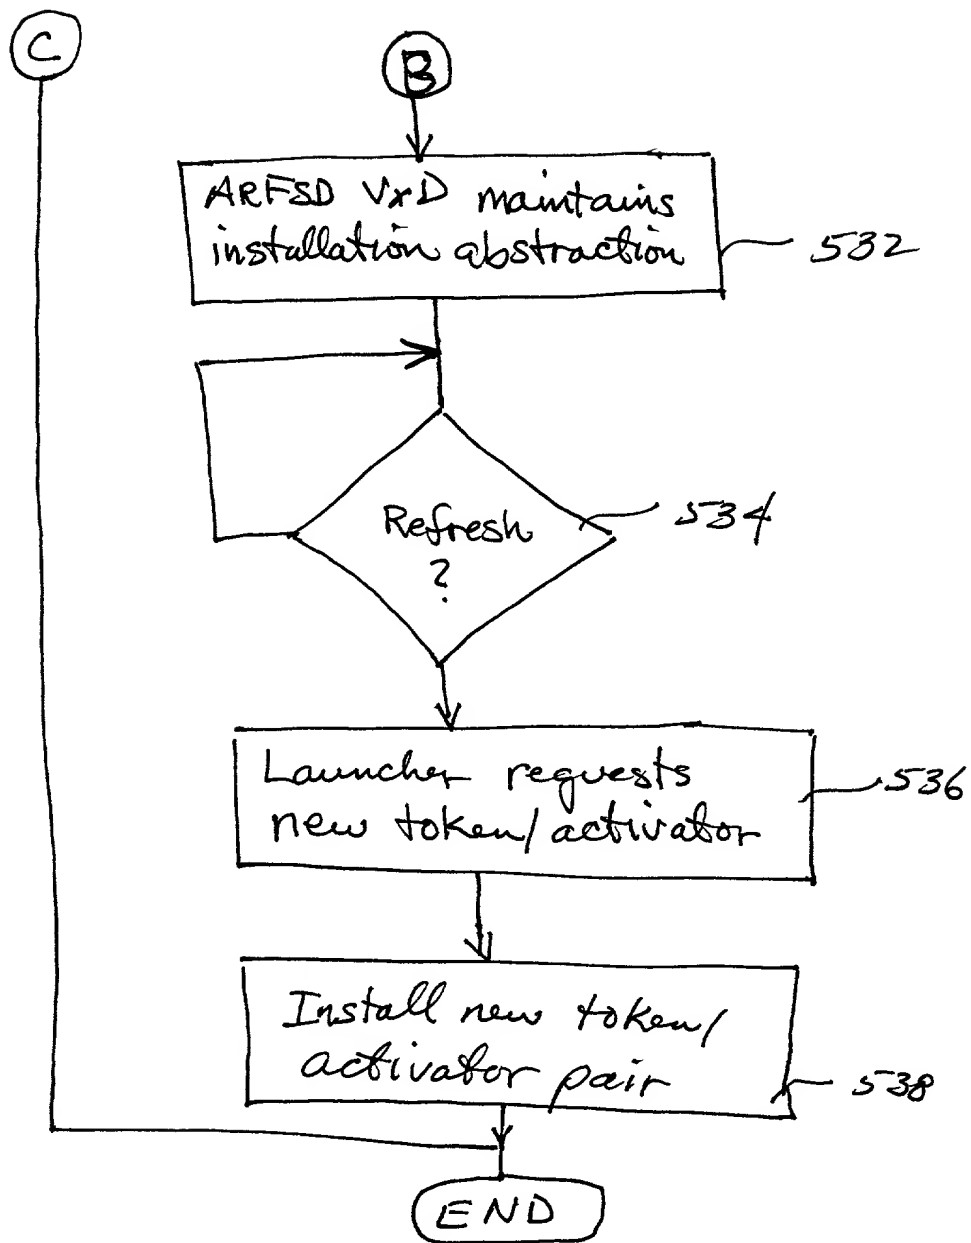 C
B
ARFSD VxD maintains
installation abstraction
532
Refresh
?
534
Launcher requests
new token/activator
536
Install new token/
activator pair
538
END